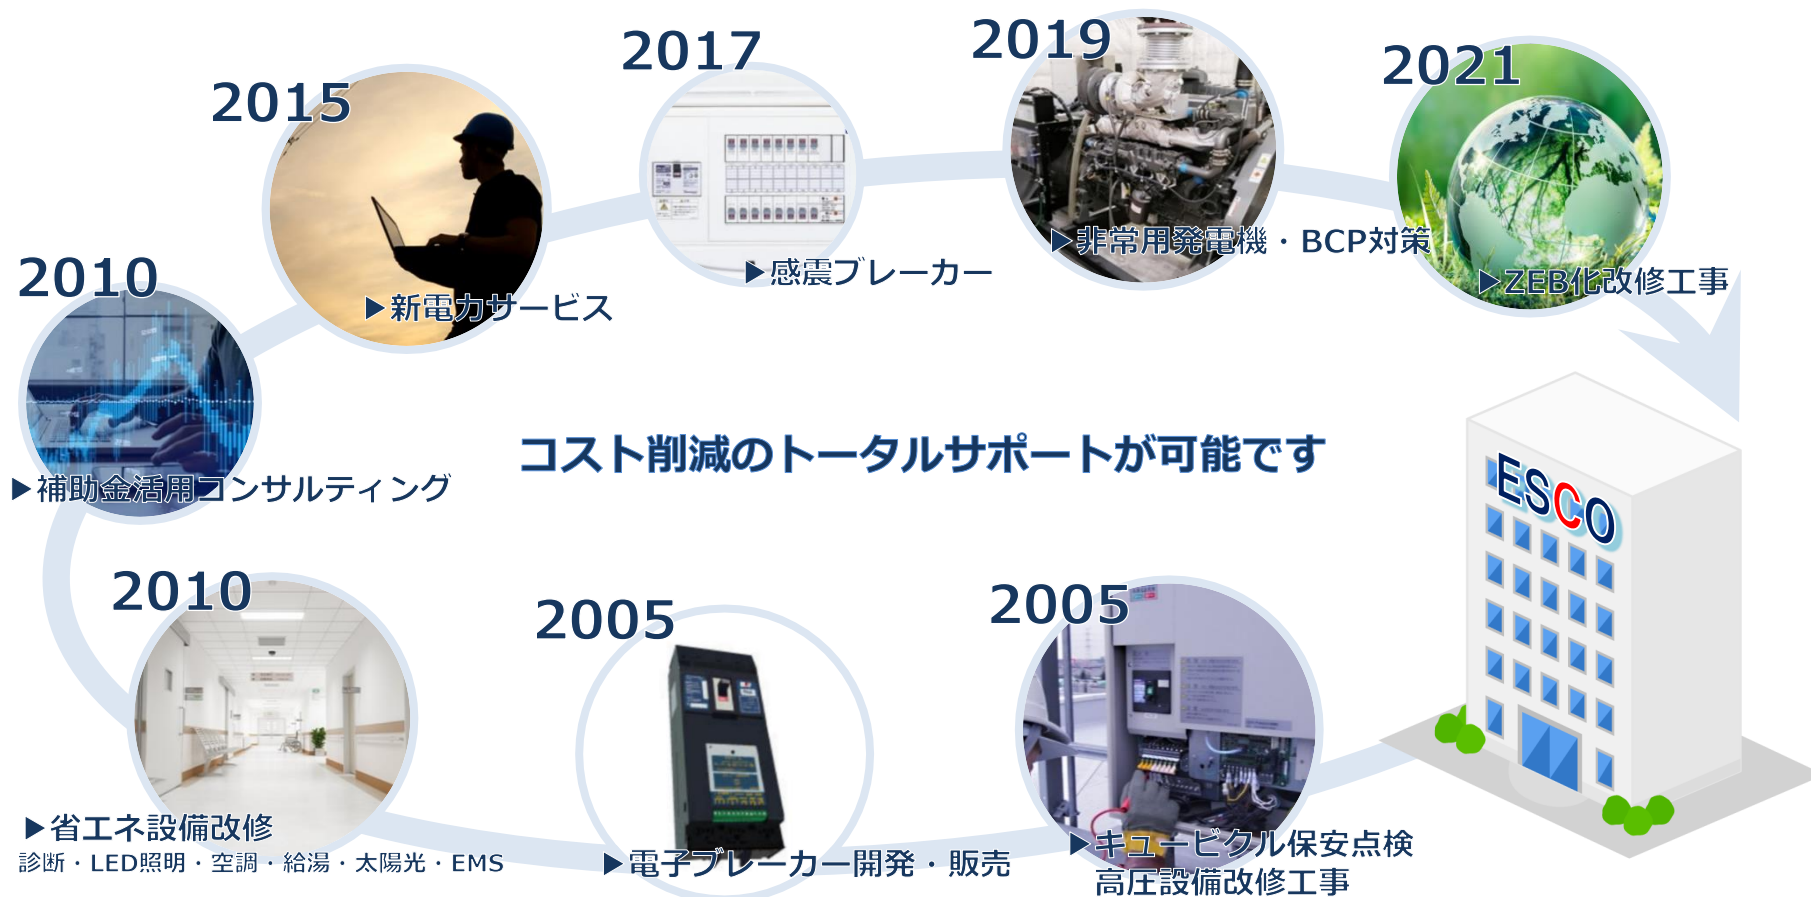 2010
▶補助金活用コンサルティング
2015
▶新電力サービス
2017
▶感震ブレーカー
2019
▶非常用発電機・BCP対策
2021
▶ZEB化改修工事
コスト削減のトータルサポートが可能です
ESCO
2010
▶省エネ設備改修
診断・LED照明・空調・給湯・太陽光・EMS
2005
▶電子ブレーカー開発・販売
2005
▶キュービクル保安点検
高圧設備改修工事